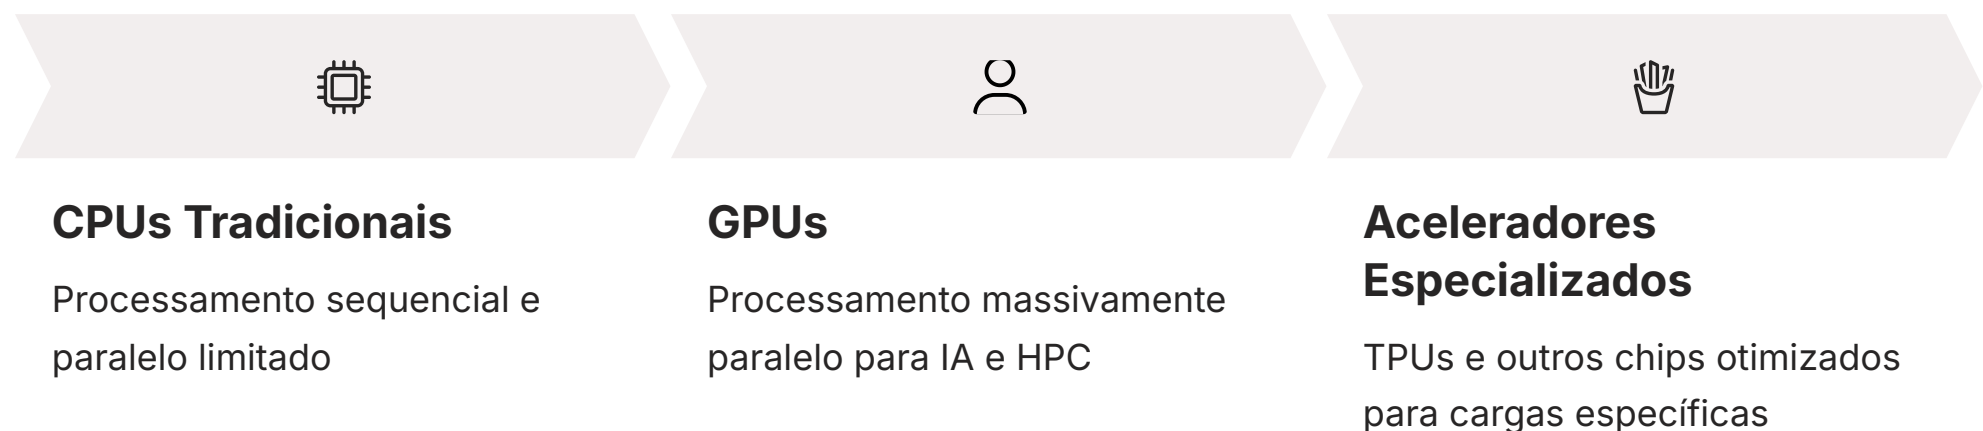 CPUs Tradicionais
Processamento sequencial e
paralelo limitado
GPUs
Processamento massivamente
paralelo para IA e HPC
Aceleradores
Especializados
TPUs e outros chips otimizados
para cargas específicas